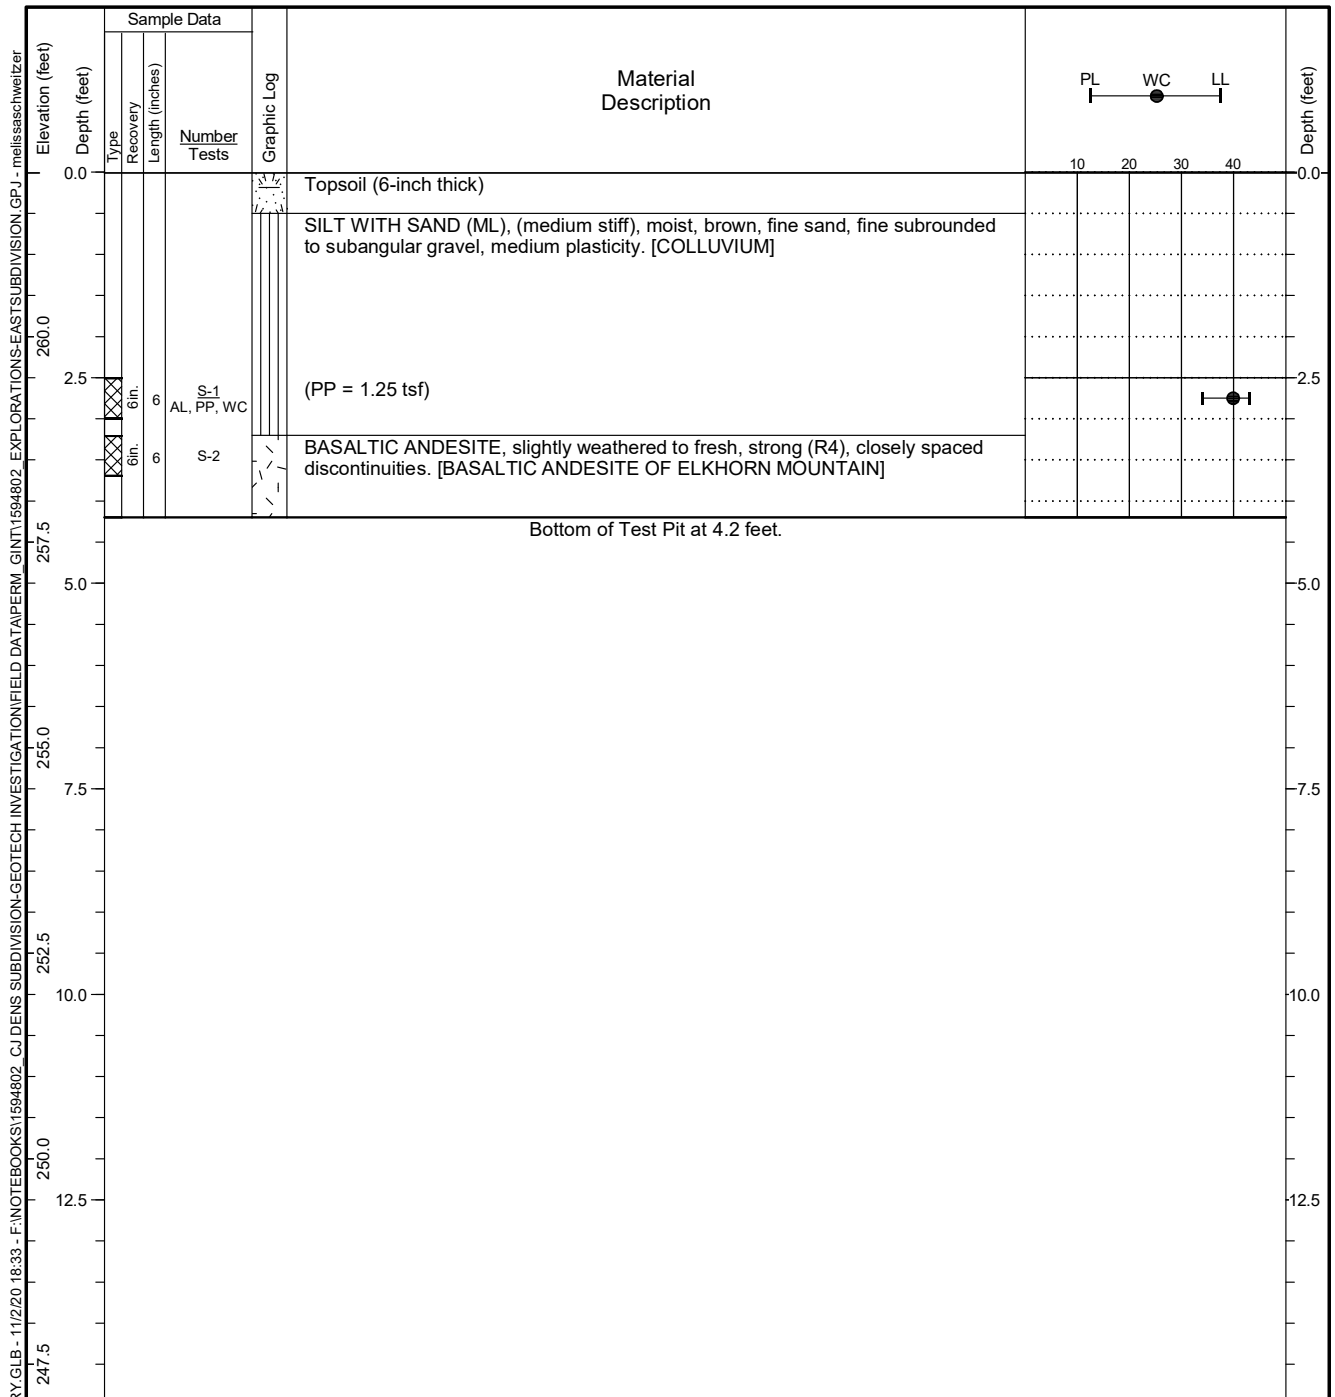 Sample Data
Elevation (feet)
Depth (feet)
Type
Recovery
Length (inches)
Number
Tests
Graphic Log
Material
Description
PL WC LL
Depth (feet)
10 20 30 40
0.0
0.0
Topsoil (6-inch thick)
SILT WITH SAND (ML), (medium stiff), moist, brown, fine sand, fine subrounded
to subangular gravel, medium plasticity. [COLLUVIUM]
260.0
2.5
6in.
6
S-1
AL, PP, WC
(PP = 1.25 tsf)
2.5
6in.
6
S-2
BASALTIC ANDESITE, slightly weathered to fresh, strong (R4), closely spaced
discontinuities. [BASALTIC ANDESITE OF ELKHORN MOUNTAIN]
257.5
Bottom of Test Pit at 4.2 feet.
5.0
5.0
255.0
7.5
7.5
252.5
10.0
10.0
250.0
12.5
12.5
247.5
RY.GLB - 11/2/20 18:33 - F:\NOTEBOOKS\1594802_CJ DENS SUBDIVISION-GEOTECH INVESTIGATION\FIELD DATA\PERM_GINT\1594802_EXPLORATIONS-EASTSUBDIVISION.GPJ - melissaschweitzer